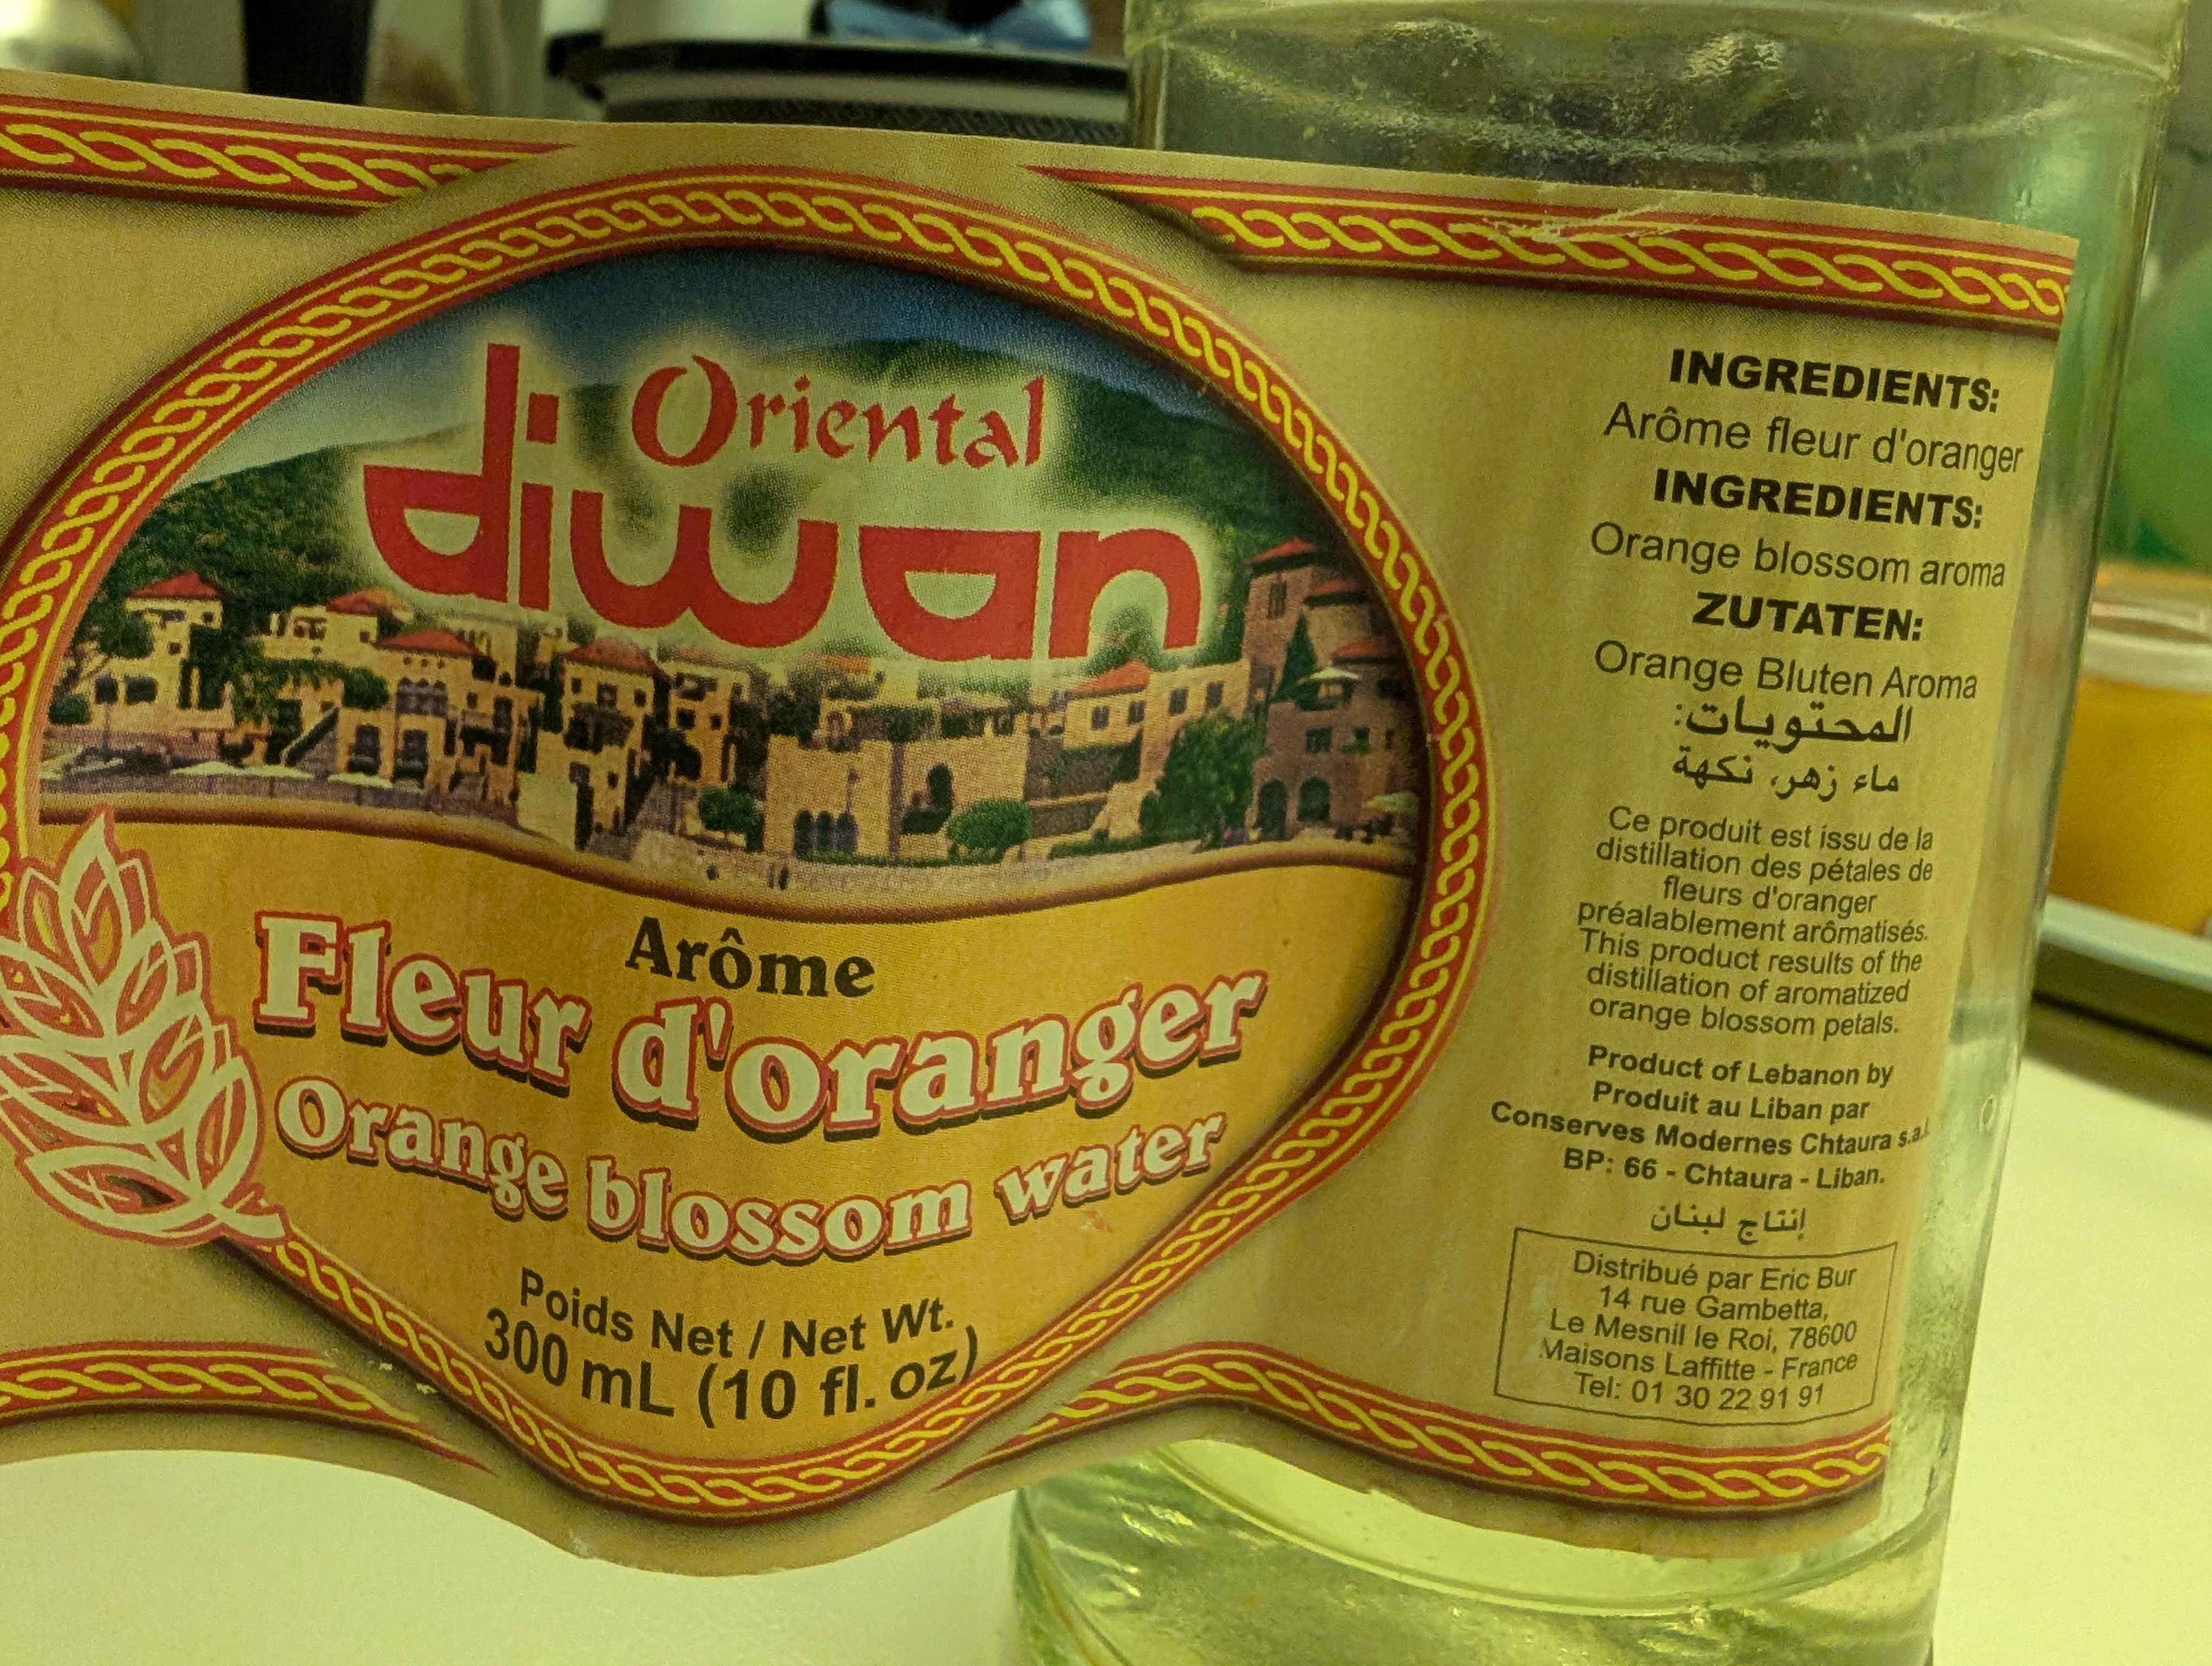 Oriental
diwan
Arôme
Fleur d'oranger
Orange blossom water
Poids Net / Net Wt.
300 mL (10 fl. oz)
INGREDIENTS:
Arôme fleur d'oranger
INGREDIENTS:
Orange blossom aroma
ZUTATEN:
Orange Bluten Aroma
المحتويات:
ماء زهر، نكهة
Ce produit est issu de la
distillation des pétales de
fleurs d'oranger
préalablement arômatisés.
This product results of the
distillation of aromatized
orange blossom petals.
Product of Lebanon by
Produit au Liban par
Conserves Modernes Chtaura s.a.l.
BP: 66 - Chtaura - Liban.
إنتاج لبنان
Distribué par Eric Bur
14 rue Gambetta,
Le Mesnil le Roi, 78600
Maisons Laffitte - France
Tel: 01 30 22 91 91